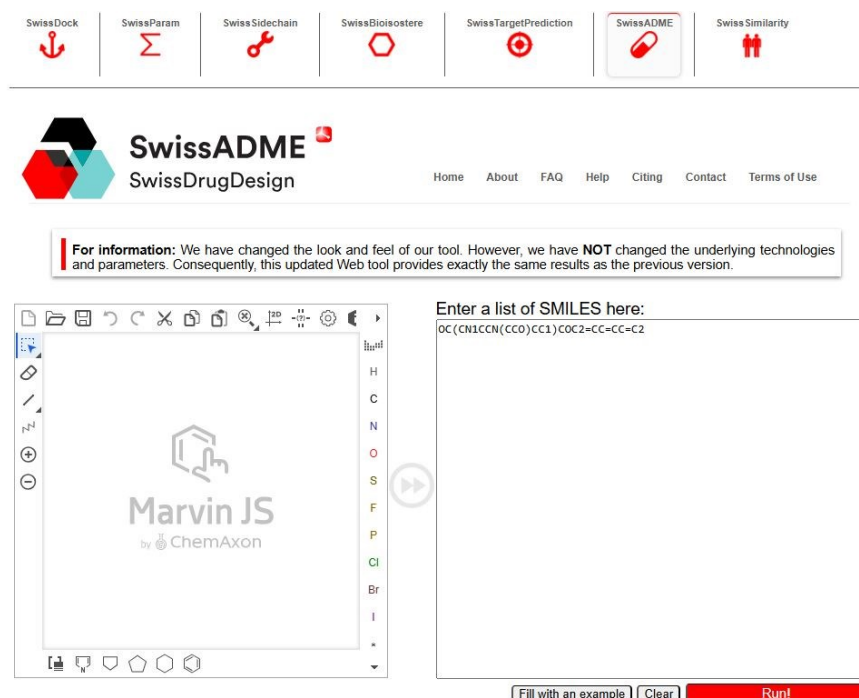 SwissDock SwissParam SwissSidechain SwissBioisostere SwissTargetPrediction SwissADME SwissSimilarity
SwissADME
SwissDrugDesign
Home About FAQ Help Citing Contact Terms of Use
For information: We have changed the look and feel of our tool. However, we have NOT changed the underlying technologies
and parameters. Consequently, this updated Web tool provides exactly the same results as the previous version.
Enter a list of SMILES here:
OC(CN1CCN(CCO)CC1)COC2=CC=CC=C2
2D
H
C
N
O
S
F
P
Cl
Br
I
Marvin JS
by ChemAxon
Fill with an example Clear Run!